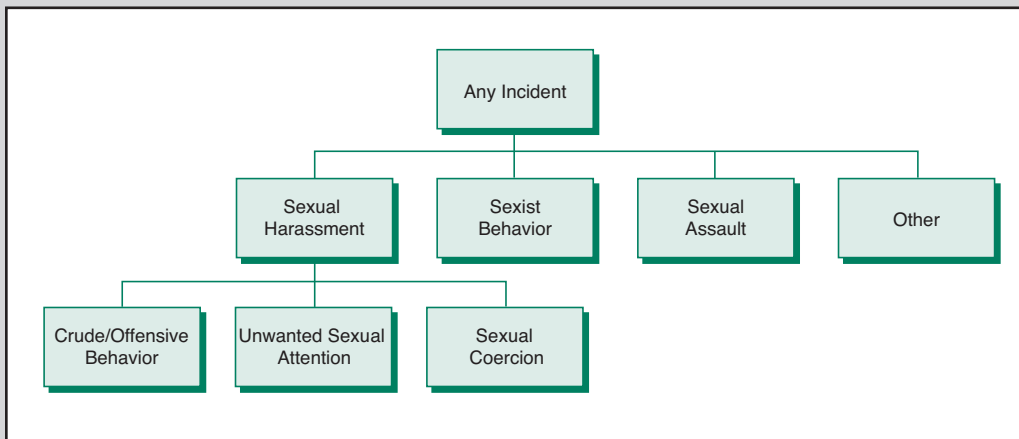 Any Incident
Sexual
Harassment
Sexist
Behavior
Sexual
Assault
Other
Crude/Offensive
Behavior
Unwanted Sexual
Attention
Sexual
Coercion